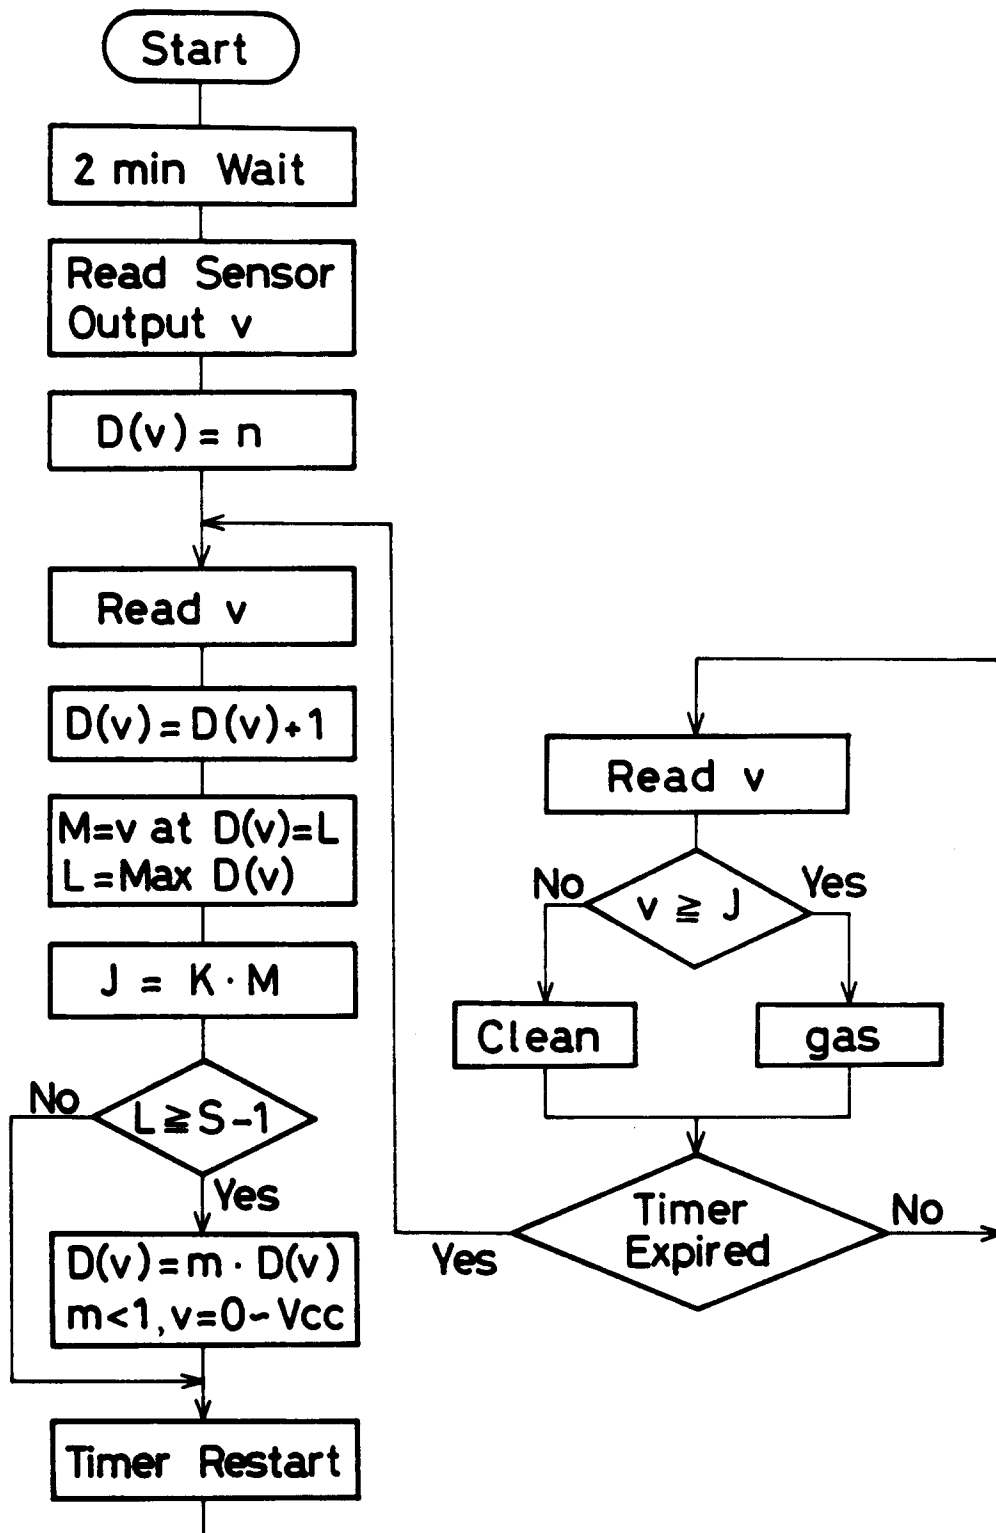 Start
2 min Wait
Read Sensor
Output v
D(v) = n
Read v
D(v) = D(v)+1
M=v at D(v)=L
L=Max D(v)
J = K · M
L ≧ S-1
No
Yes
D(v)=m · D(v)
m<1, v=0~Vcc
Timer Restart
Read v
v ≧ J
No
Yes
Clean
gas
Timer
Expired
Yes
No